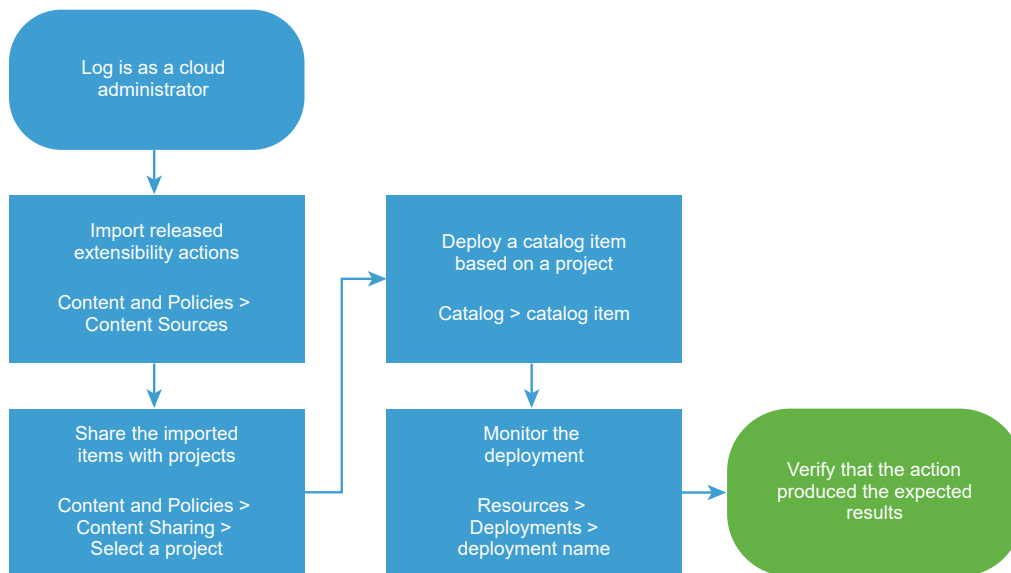 Log is as a cloud
administrator
Import released
extensibility actions
Content and Policies >
Content Sources
Share the imported
items with projects
Content and Policies >
Content Sharing >
Select a project
Deploy a catalog item
based on a project
Catalog > catalog item
Monitor the
deployment
Resources >
Deployments >
deployment name
Verify that the action
produced the expected
results